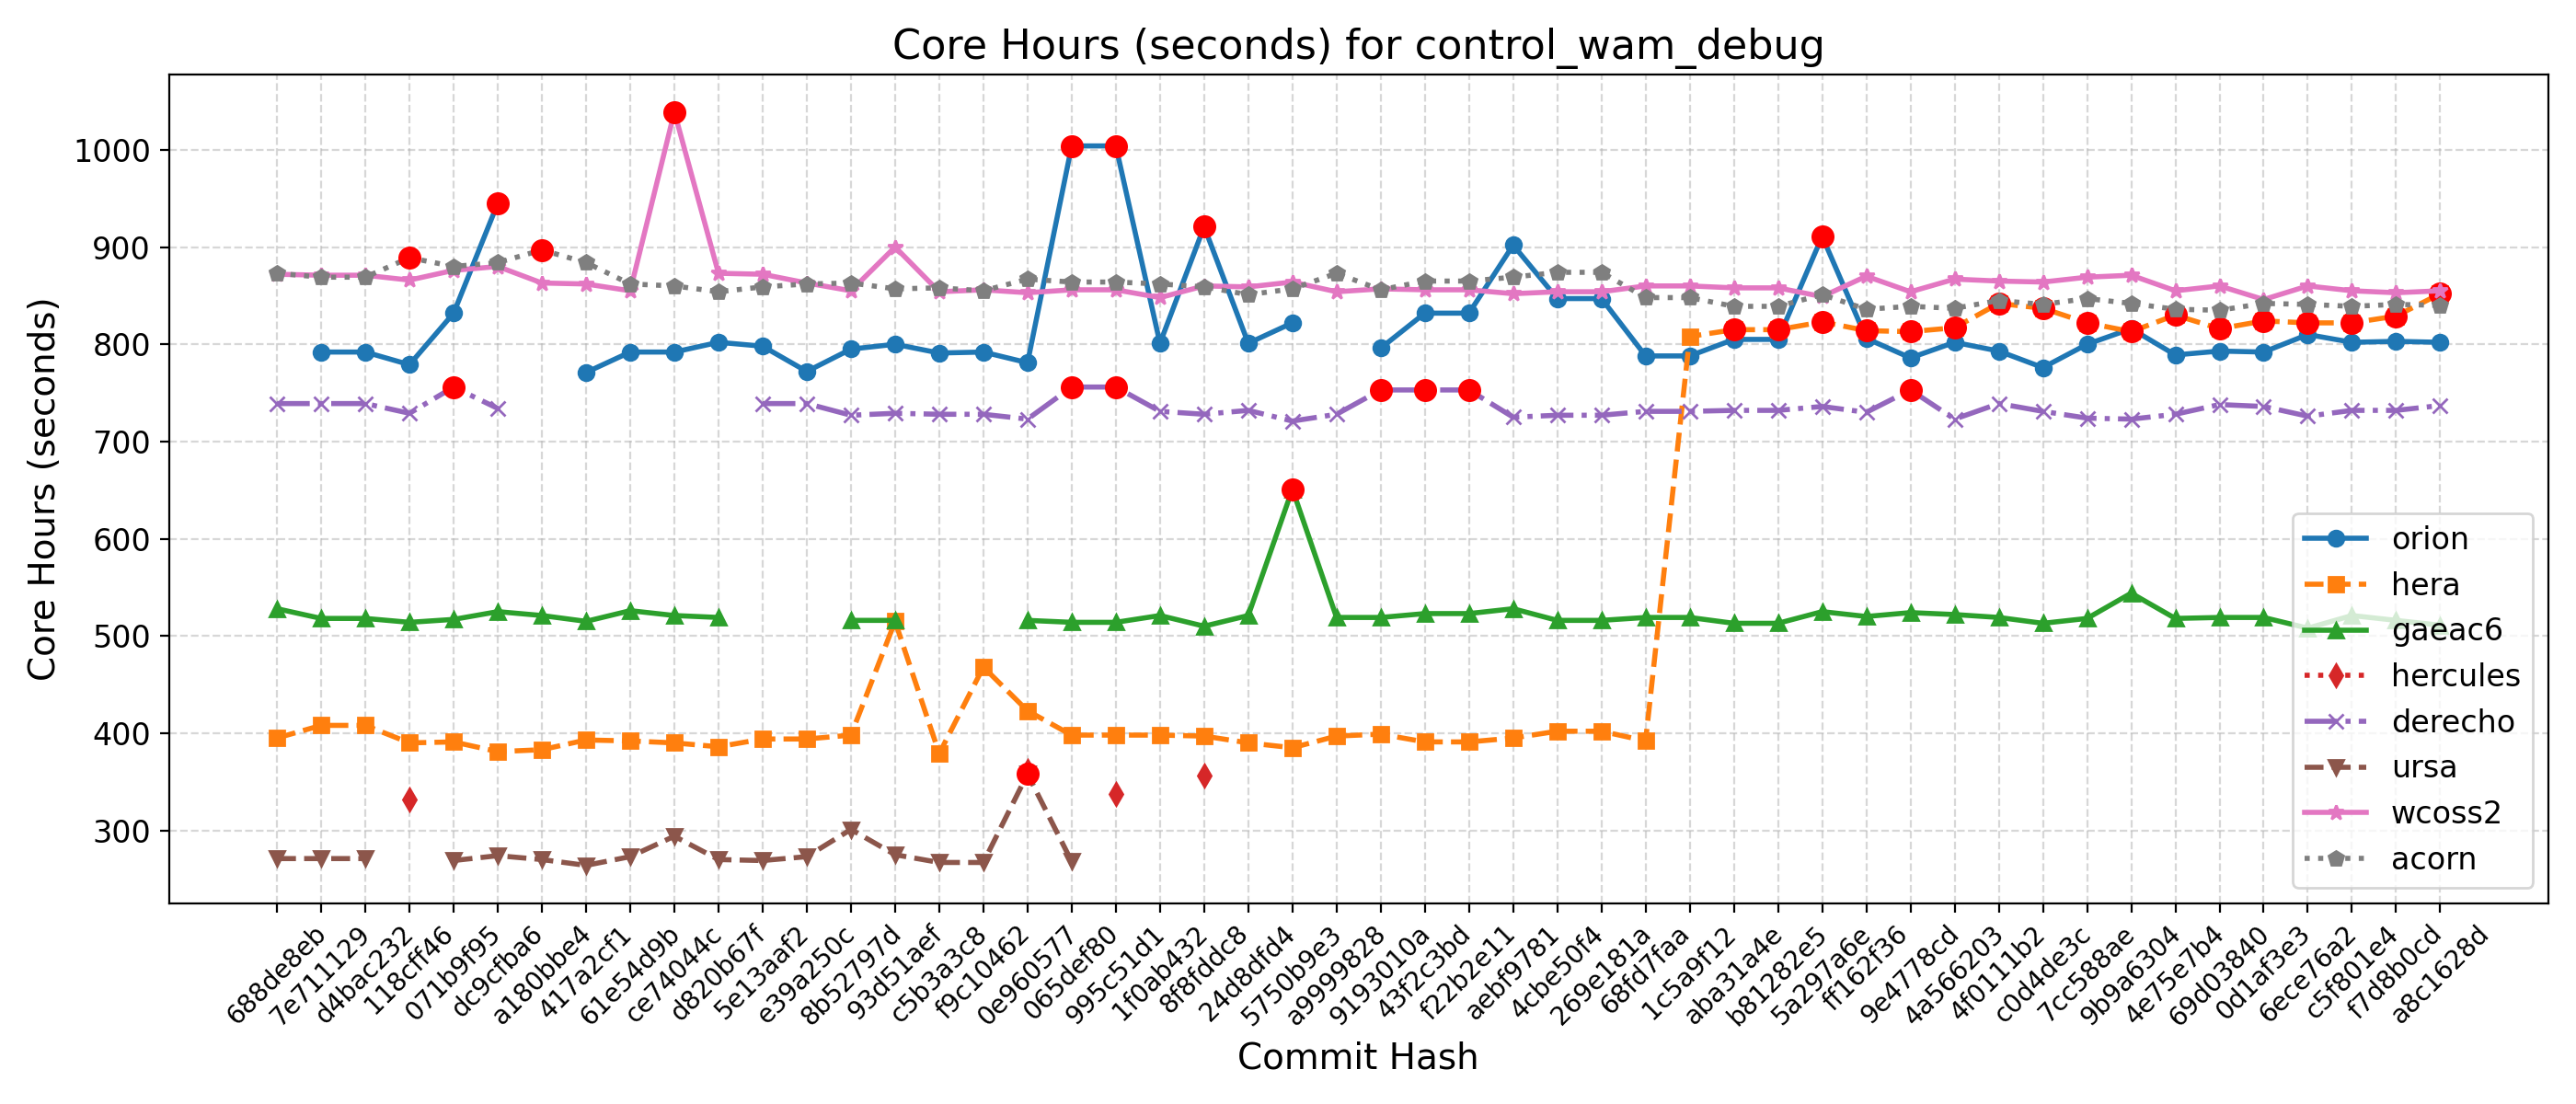 Core Hours (seconds) for control_wam_debug
Core Hours (seconds)
1000
900
800
700
600
500
400
300
orion
hera
gaeac6
hercules
derecho
ursa
wcoss2
acorn
688de8eb
7e711129
d4bac232
118cff46
071b9f95
dc9cfba6
a180bbe4
417a2cf1
61e54d9b
ce74044c
d820b67f
5e13aaf2
e39a250c
8b52797d
93d51aef
c5b3a3c8
f9c10462
0e960577
065def80
995c51d1
1f0ab432
8f8fddc8
24d8dfd4
5750b9e3
a9999828
9193010a
43f2c3bd
f22b2e11
aebf9781
4cbe50f4
269e181a
68fd7faa
1c5a9f12
aba31a4e
b81282e5
5a297a6e
ff162f36
9e4778cd
4a566203
4f0111b2
c0d4de3c
7cc588ae
9b9a6304
4e75e7b4
69d03840
0d1af3e3
6ece76a2
c5f801e4
f7d8b0cd
a8c1628d
Commit Hash